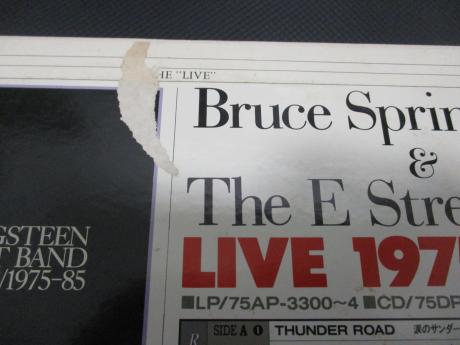 HE "LIVE"
Bruce Sprin
&
The E Stre
LIVE 197
GSTEEN
T BAND
/1975-85
■LP/75AP-3300~4 ■CD/75DP
R SIDE A ❶ THUNDER ROAD 涙のサンダー